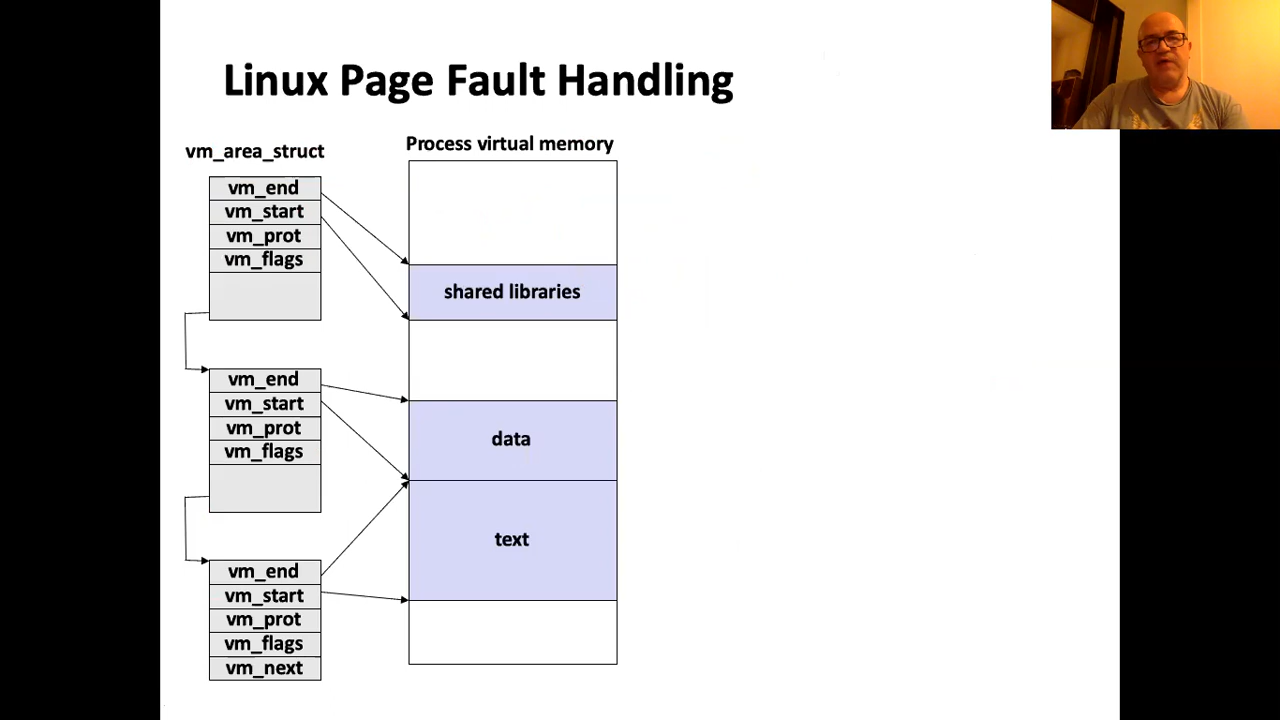 Linux Page Fault Handling
Process virtual memory
vm_area_struct
vm_end
vm_start
vm_prot
vm_flags
shared libraries
vm_end
vm_start
vm_prot
vm_flags
data
text
vm_end
vm_start
vm_prot
vm_flags
vm_next